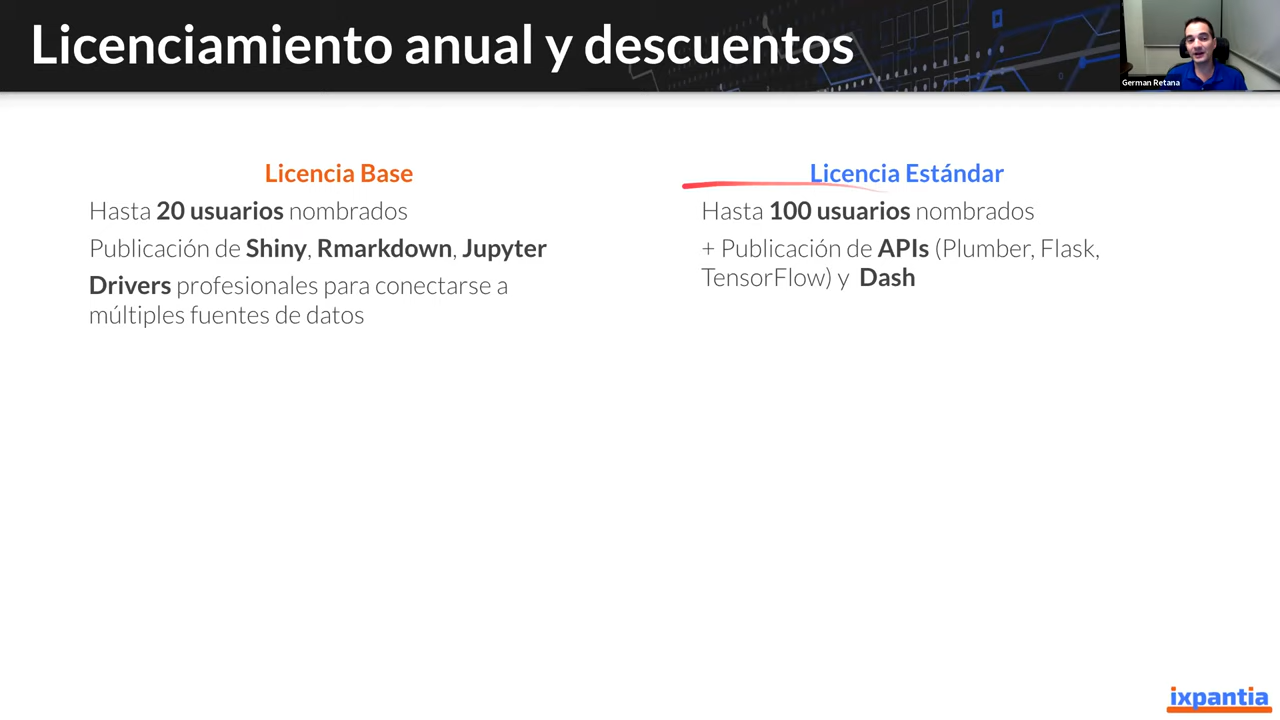 Licenciamiento anual y descuentos
German Retana
Licencia Base
Hasta 20 usuarios nombrados
Publicación de Shiny, Rmarkdown, Jupyter
Drivers profesionales para conectarse a
múltiples fuentes de datos
Licencia Estándar
Hasta 100 usuarios nombrados
+ Publicación de APIs (Plumber, Flask,
TensorFlow) y Dash
ixpantia